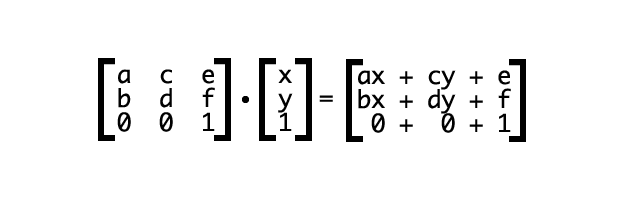 a c e x ax + cy + e
b d f · y = bx + dy + f
0 0 1 1 0 + 0 + 1